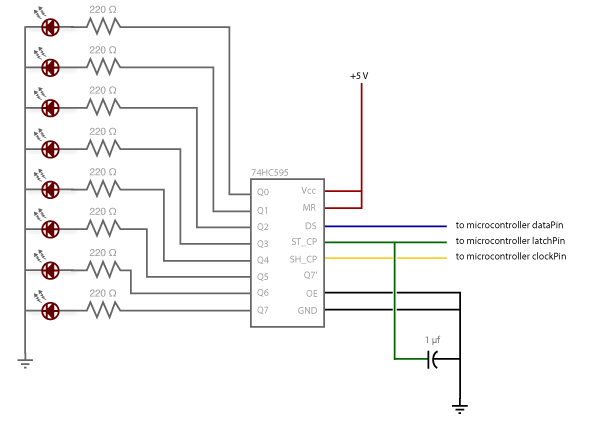 220 Ω
220 Ω
220 Ω
220 Ω
220 Ω
220 Ω
220 Ω
220 Ω
+5 V
74HC595
Q0
Q1
Q2
Q3
Q4
Q5
Q6
Q7
Vcc
MR
DS
ST_CP
SH_CP
Q7'
OE
GND
to microcontroller dataPin
to microcontroller latchPin
to microcontroller clockPin
1 µf